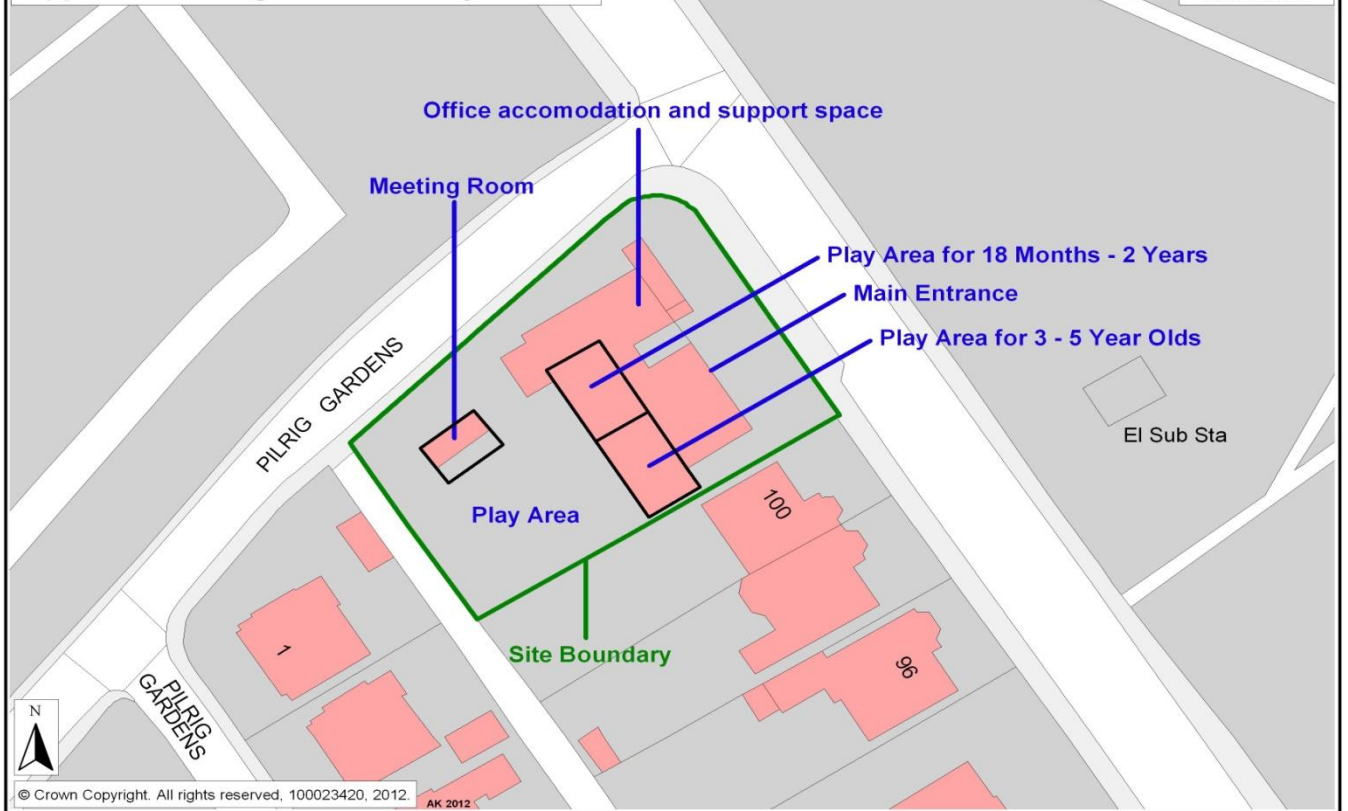 Office accomodation and support space
Meeting Room
Play Area for 18 Months - 2 Years
Main Entrance
Play Area for 3 - 5 Year Olds
PILRIG GARDENS
El Sub Sta
Play Area
100
Site Boundary
1
96
PILRIG
GARDENS
N
© Crown Copyright. All rights reserved, 100023420, 2012.
AK 2012